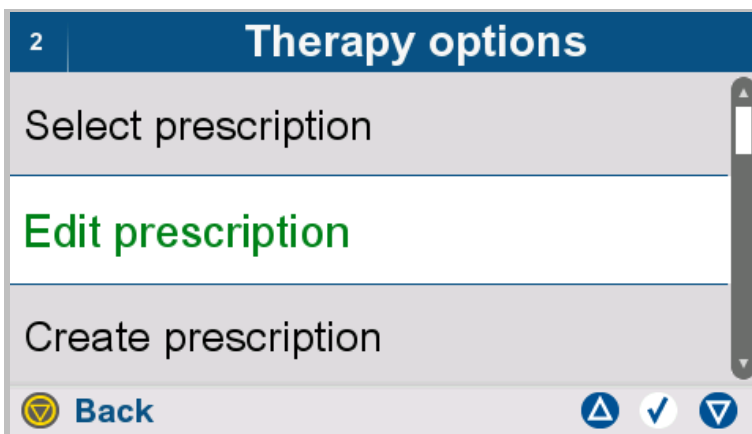 2
Therapy options
Select prescription
Edit prescription
Create prescription
Back